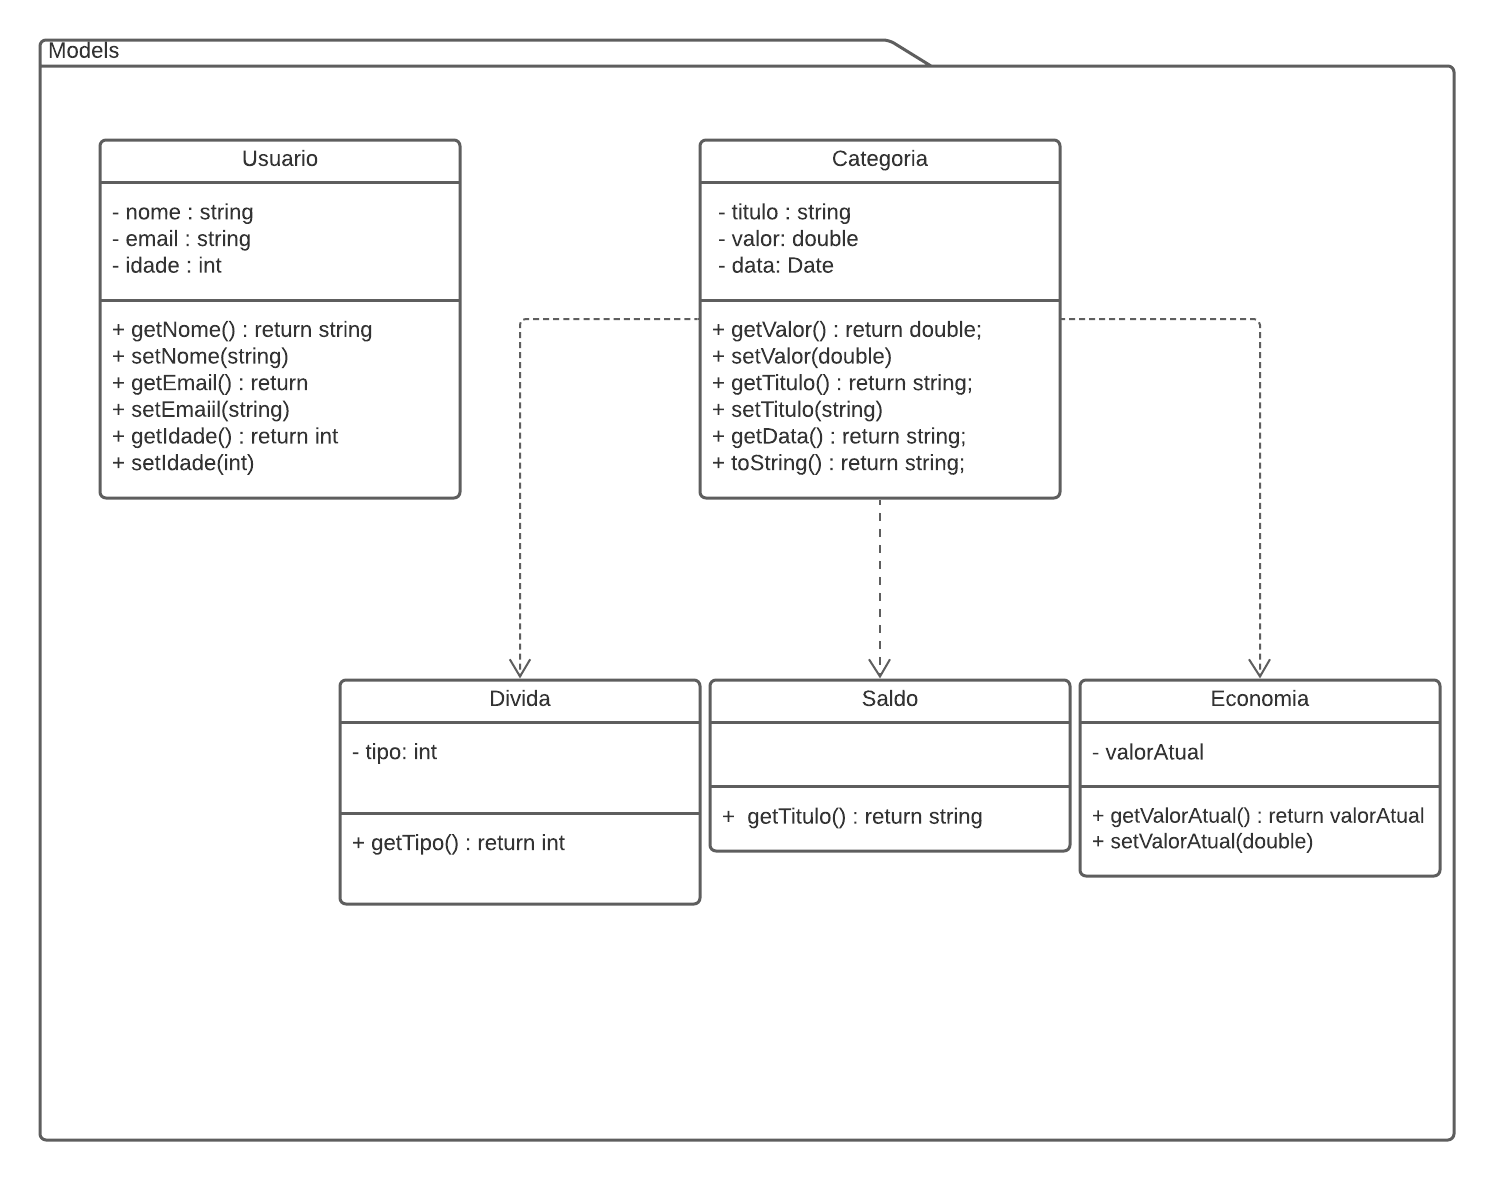 Models
Usuario
- nome : string
- email : string
- idade : int
+ getNome() : return string
+ setNome(string)
+ getEmail() : return
+ setEmaiil(string)
+ getIdade() : return int
+ setIdade(int)
Categoria
- titulo : string
- valor: double
- data: Date
+ getValor() : return double;
+ setValor(double)
+ getTitulo() : return string;
+ setTitulo(string)
+ getData() : return string;
+ toString() : return string;
Divida
- tipo: int
+ getTipo() : return int
Saldo
+ getTitulo() : return string
Economia
- valorAtual
+ getValorAtual() : return valorAtual
+ setValorAtual(double)